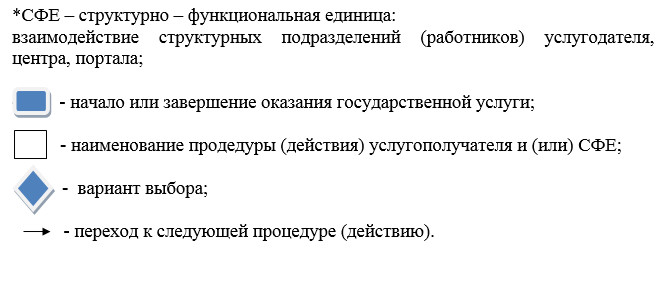 *СФЕ – структурно – функциональная единица:
взаимодействие структурных подразделений (работников) услугодателя,
центра, портала;
- начало или завершение оказания государственной услуги;
- наименование продедуры (действия) услугополучателя и (или) СФЕ;
- вариант выбора;
- переход к следующей процедуре (действию).